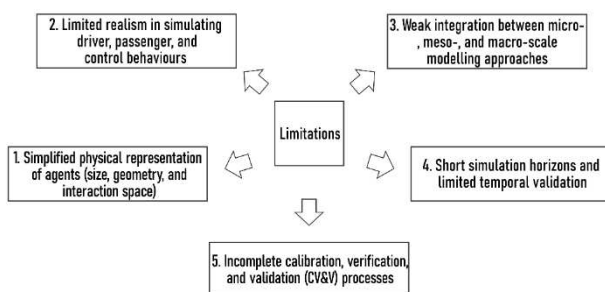 2. Limited realism in simulating
driver, passenger, and
control behaviours
3. Weak integration between micro-
, meso-, and macro-scale
modelling approaches
Limitations
1. Simplified physical representation
of agents (size, geometry, and
interaction space)
4. Short simulation horizons and
limited temporal validation
5. Incomplete calibration, verification,
and validation (CV&V) processes